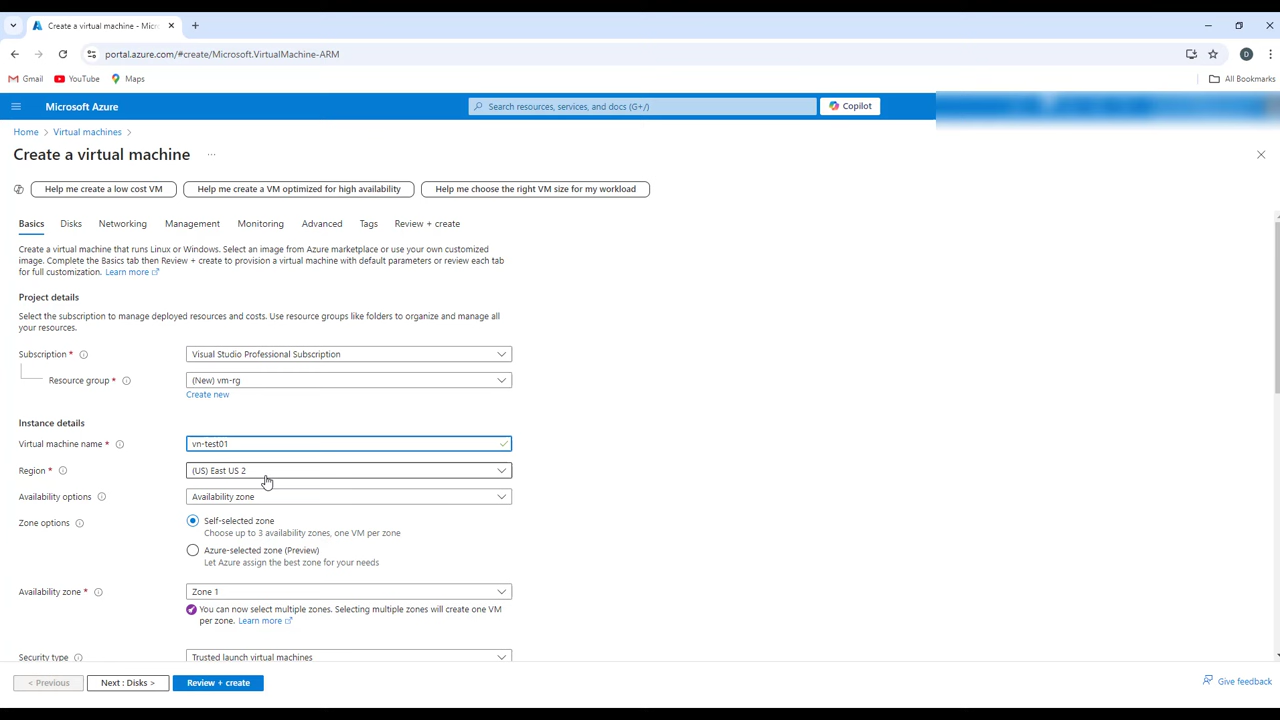 Create a virtual machine - Micr
portal.azure.com/#create/Microsoft.VirtualMachine-ARM
D
Gmail YouTube Maps All Bookmarks
Microsoft Azure Search resources, services, and docs (G+/) Copilot
Home > Virtual machines >
Create a virtual machine ...
Help me create a low cost VM Help me create a VM optimized for high availability Help me choose the right VM size for my workload
Basics Disks Networking Management Monitoring Advanced Tags Review + create
Create a virtual machine that runs Linux or Windows. Select an image from Azure marketplace or use your own customized
image. Complete the Basics tab then Review + create to provision a virtual machine with default parameters or review each tab
for full customization. Learn more
Project details
Select the subscription to manage deployed resources and costs. Use resource groups like folders to organize and manage all
your resources.
Subscription * Visual Studio Professional Subscription
Resource group * (New) vm-rg
Create new
Instance details
Virtual machine name * vn-test01
Region * (US) East US 2
Availability options Availability zone
Zone options Self-selected zone
Choose up to 3 availability zones, one VM per zone
Azure-selected zone (Preview)
Let Azure assign the best zone for your needs
Availability zone * Zone 1
You can now select multiple zones. Selecting multiple zones will create one VM
per zone. Learn more
Security type Trusted launch virtual machines
< Previous Next : Disks > Review + create Give feedback